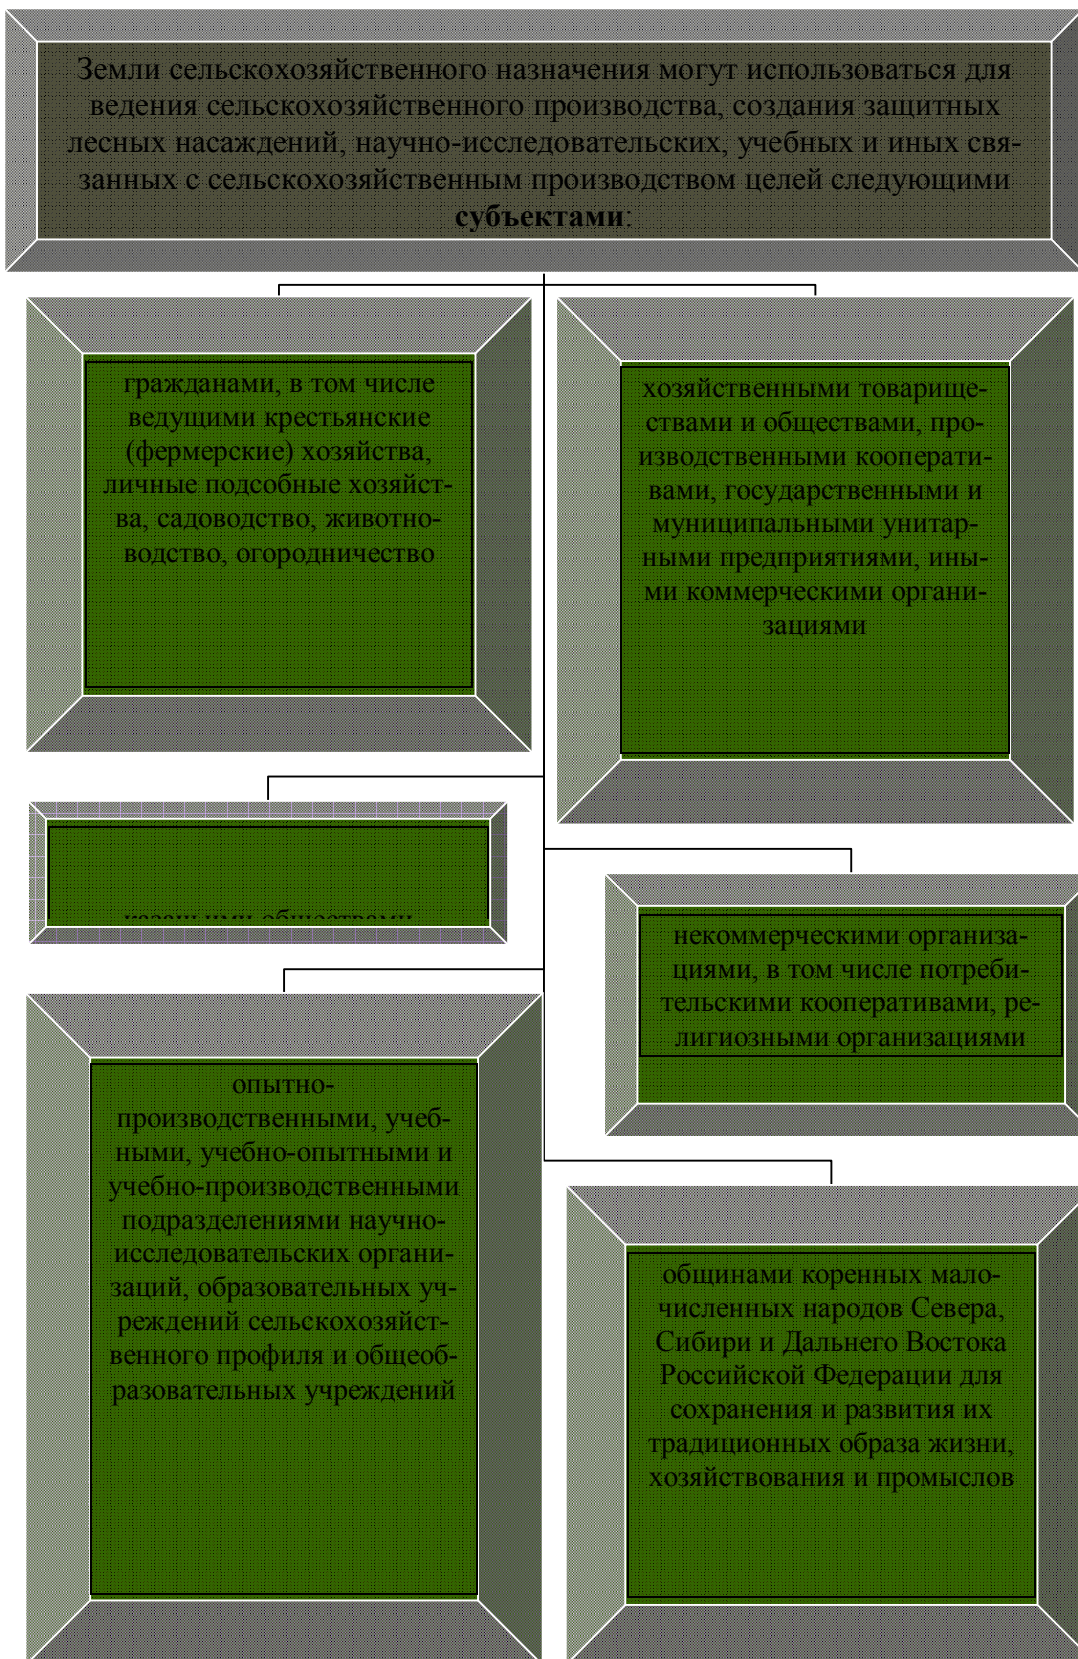 Земли сельскохозяйственного назначения могут использоваться для
ведения сельскохозяйственного производства, создания защитных
лесных насаждений, научно-исследовательских, учебных и иных свя-
занных с сельскохозяйственным производством целей следующими
субъектами:
гражданами, в том числе
ведущими крестьянские
(фермерские) хозяйства,
личные подсобные хозяйст-
ва, садоводство, животно-
водство, огородничество
хозяйственными товарище-
ствами и обществами, про-
изводственными кооперати-
вами, государственными и
муниципальными унитар-
ными предприятиями, ины-
ми коммерческими органи-
зациями
казачьими обществами
некоммерческими организа-
циями, в том числе потреби-
тельскими кооперативами, ре-
лигиозными организациями
опытно-
производственными, учеб-
ными, учебно-опытными и
учебно-производственными
подразделениями научно-
исследовательских органи-
заций, образовательных уч-
реждений сельскохозяйст-
венного профиля и общеоб-
разовательных учреждений
общинами коренных мало-
численных народов Севера,
Сибири и Дальнего Востока
Российской Федерации для
сохранения и развития их
традиционных образа жизни,
хозяйствования и промыслов